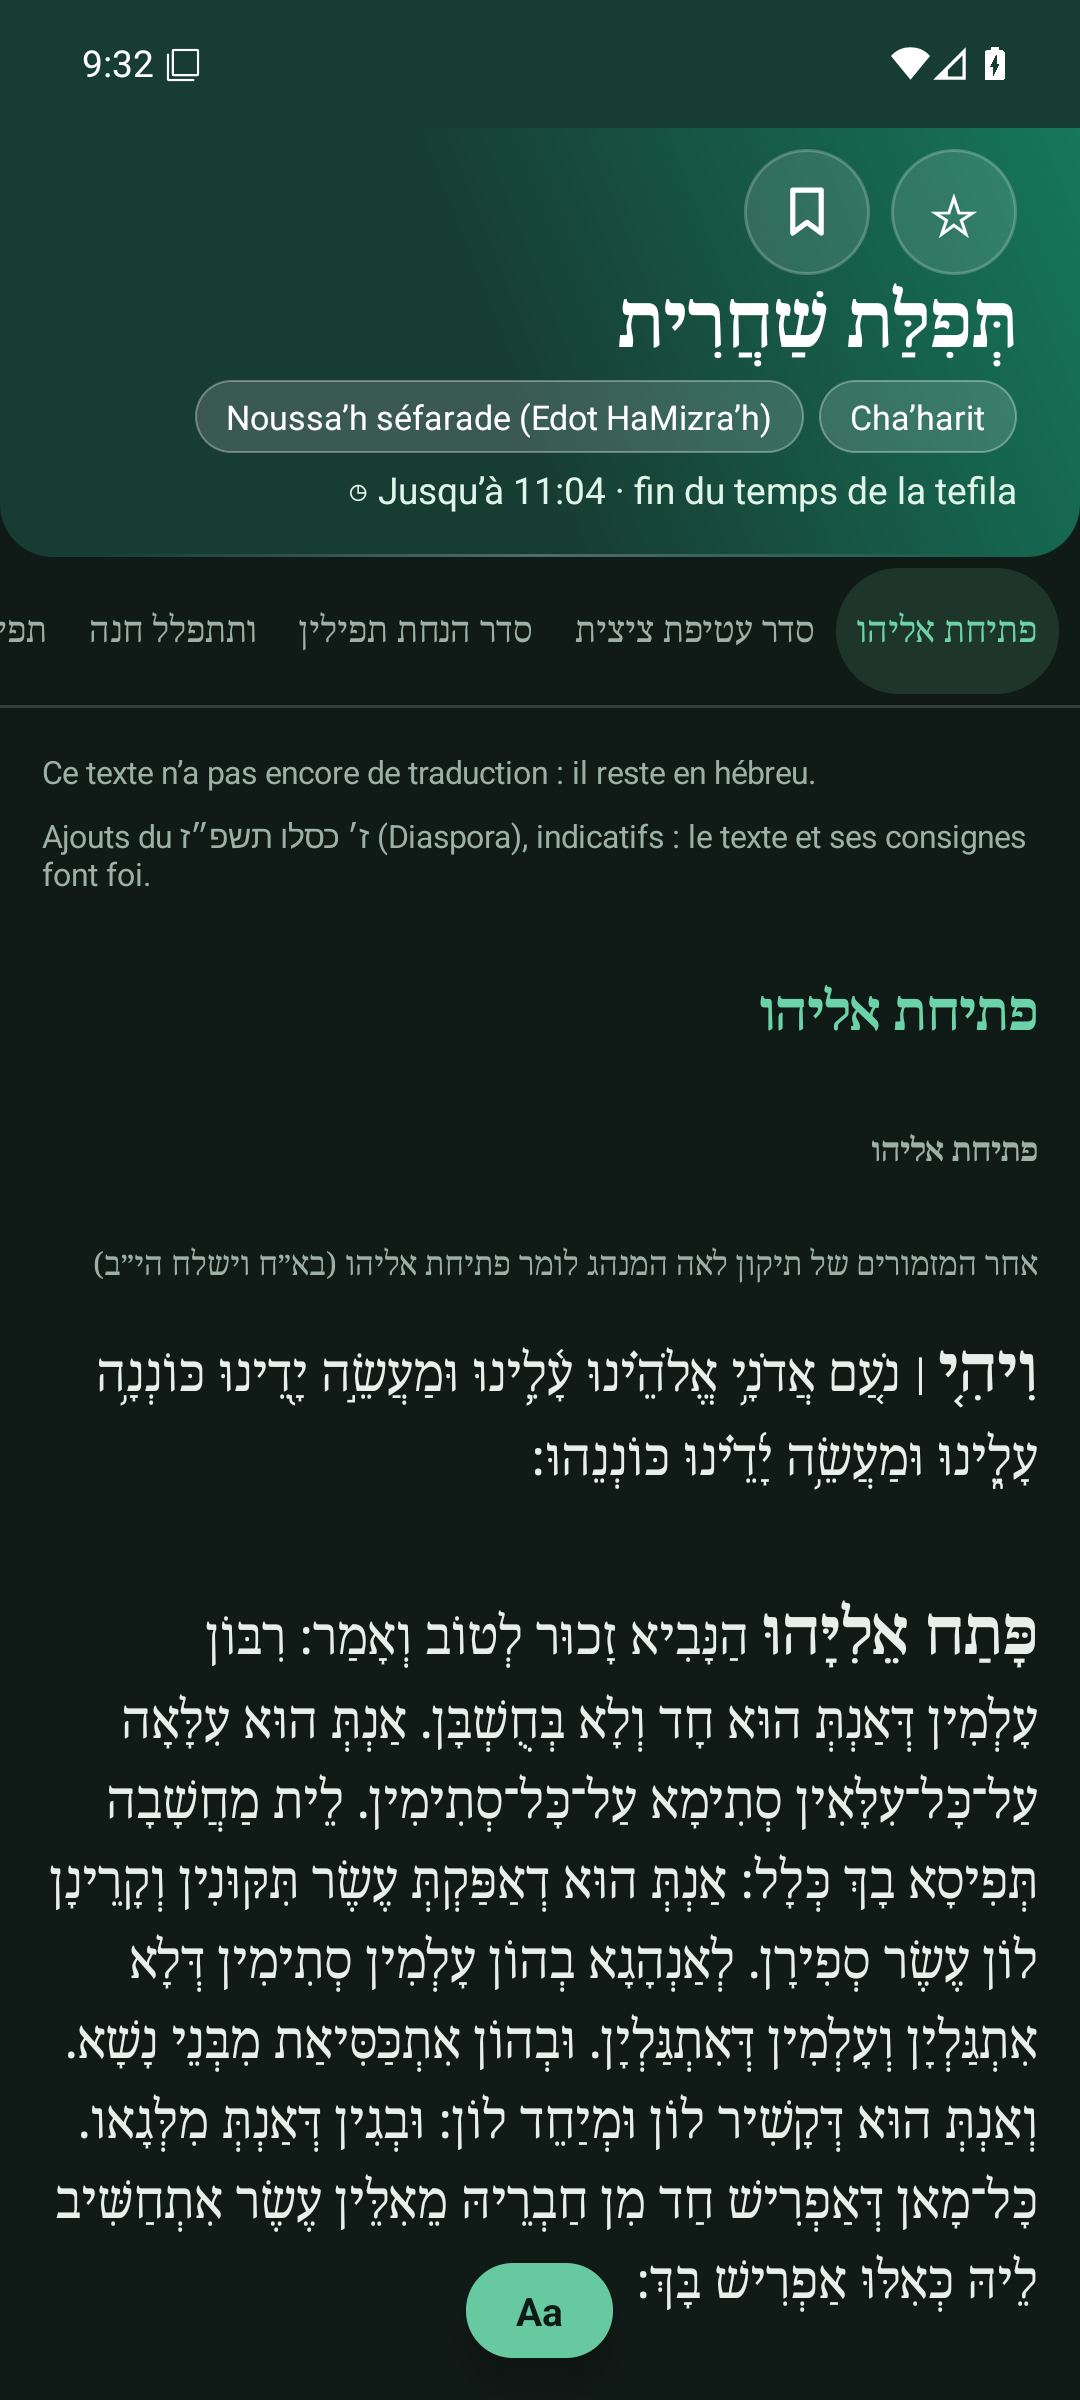 9:32
תְּפִלַּת שַׁחֲרִית
Cha’harit
Noussa’h séfarade (Edot HaMizra’h)
Jusqu’à 11:04 · fin du temps de la tefila
פתיחת אליהו
סדר עטיפת ציצית
סדר הנחת תפילין
ותתפלל חנה
תפי
Ce texte n’a pas encore de traduction : il reste en hébreu.
Ajouts du ז׳ כסלו תשפ״ז (Diaspora), indicatifs : le texte et ses consignes
font foi.
פתיחת אליהו
פתיחת אליהו
אחר המזמורים של תיקון לאה המנהג לומר פתיחת אליהו (בא״ח וישלח הי״ב)
וִיהִ֤י ׀ נֹ֤עַם אֲדֹנָ֥י אֱלֹהֵ֗ינוּ עָ֫לֵ֥ינוּ וּמַעֲשֵׂ֣ה יָ֭דֵינוּ כּוֹנְנָ֥ה
עָלֵ֑ינוּ וּמַעֲשֵׂ֥ה יָ֝דֵ֗ינוּ כּוֹנְנֵהוּ:
פָּתַח אֵלִיָּהוּ הַנָּבִיא זָכוּר לְטוֹב וְאָמַר: רִבּוֹן
עָלְמִין דְּאַנְתְּ הוּא חָד וְלָא בְּחֻשְׁבָּן. אַנְתְּ הוּא עִלָּאָה
עַל־כָּל־עִלָּאִין סְתִימָא עַל־כָּל־סְתִימִין. לֵית מַחֲשָׁבָה
תְּפִיסָא בָךְ כְּלָל: אַנְתְּ הוּא דְאַפַּקְתְּ עֶשֶׂר תִּקּוּנִין וְקָרֵינָן
לוֹן עֶשֶׂר סְפִירָן. לְאַנְהָגָא בְהוֹן עָלְמִין סְתִימִין דְּלָא
אִתְגַּלְיָן וְעָלְמִין דְּאִתְגַּלְיָן. וּבְהוֹן אִתְכַּסִּיאַת מִבְּנֵי נָשָׁא.
וְאַנְתְּ הוּא דְּקָשִׁיר לוֹן וּמְיַחֵד לוֹן: וּבְגִין דְּאַנְתְּ מִלְּגָאו.
כָּל־מָאן דְּאַפְרִישׁ חַד מִן חַבְרֵיהּ מֵאִלֵּין עֶשֶׂר אִתְחַשִּׁיב
לֵיהּ כְּאִלּוּ אַפְרִישׁ בָּךְ:
Aa